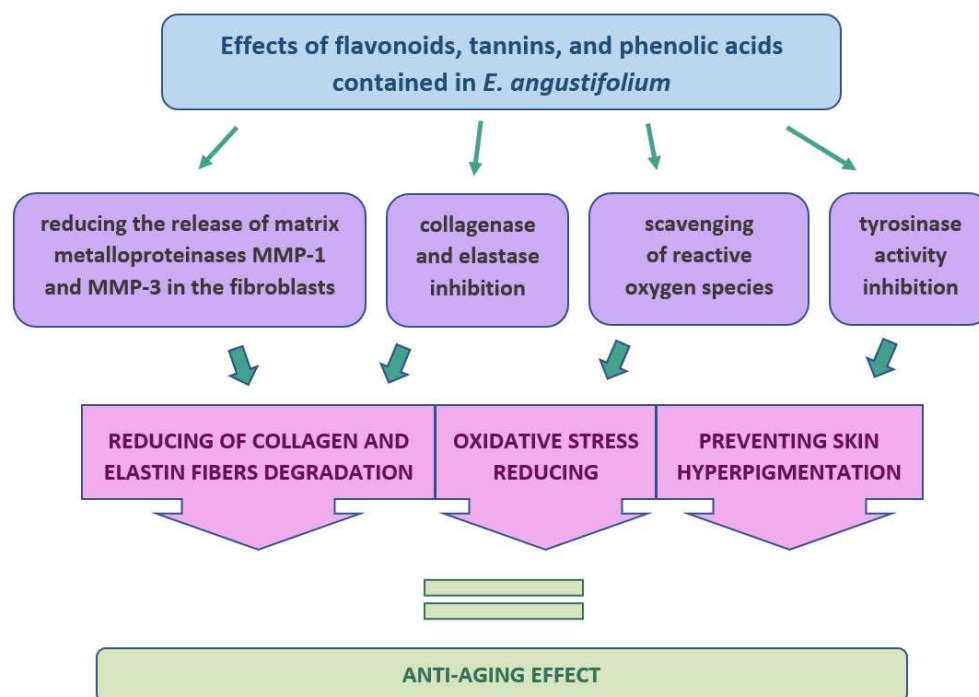 Effects of flavonoids, tannins, and phenolic acids
contained in E. angustifolium
reducing the release of matrix
metalloproteinases MMP-1
and MMP-3 in the fibroblasts
collagenase
and elastase
inhibition
scavenging
of reactive
oxygen species
tyrosinase
activity
inhibition
REDUCING OF COLLAGEN AND
ELASTIN FIBERS DEGRADATION
OXIDATIVE STRESS
REDUCING
PREVENTING SKIN
HYPERPIGMENTATION
ANTI-AGING EFFECT